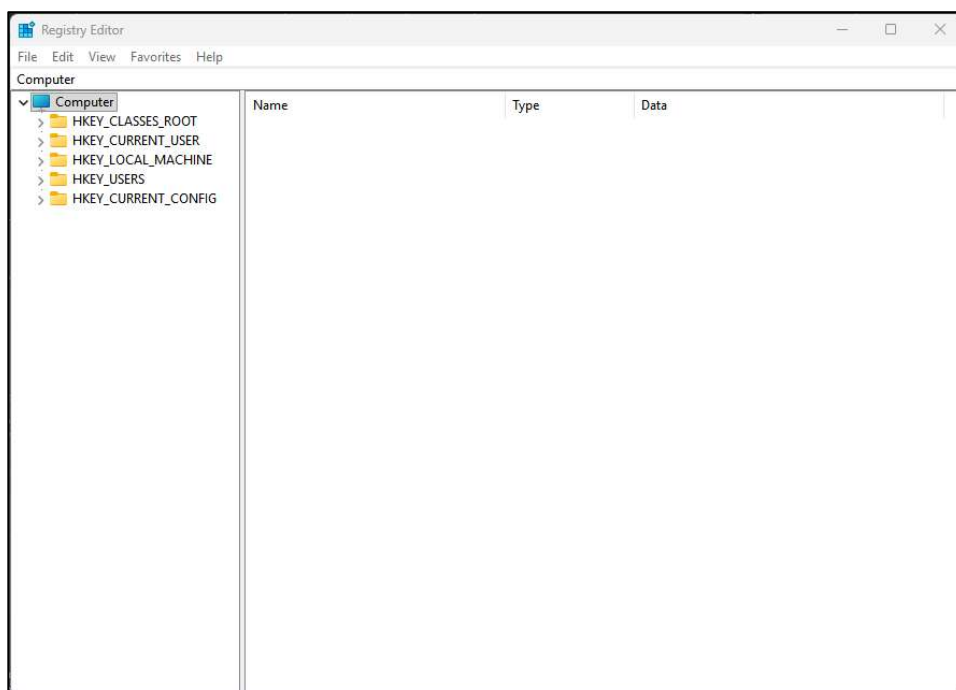 Registry Editor
File Edit View Favorites Help
Computer
Computer
HKEY_CLASSES_ROOT
HKEY_CURRENT_USER
HKEY_LOCAL_MACHINE
HKEY_USERS
HKEY_CURRENT_CONFIG
Name Type Data